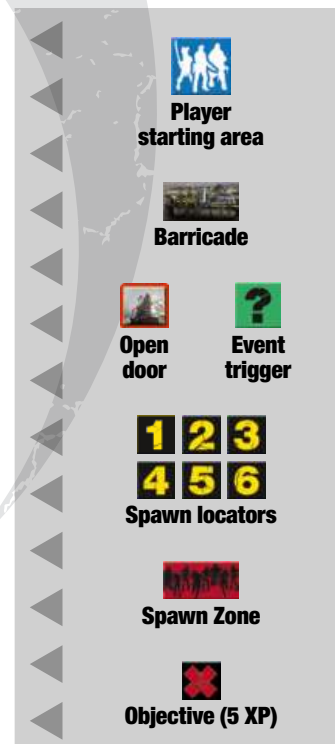 Player
starting area
Barricade
?
Open Event
door trigger
1 2 3
4 5 6
Spawn locators
Spawn Zone
Objective (5 XP)